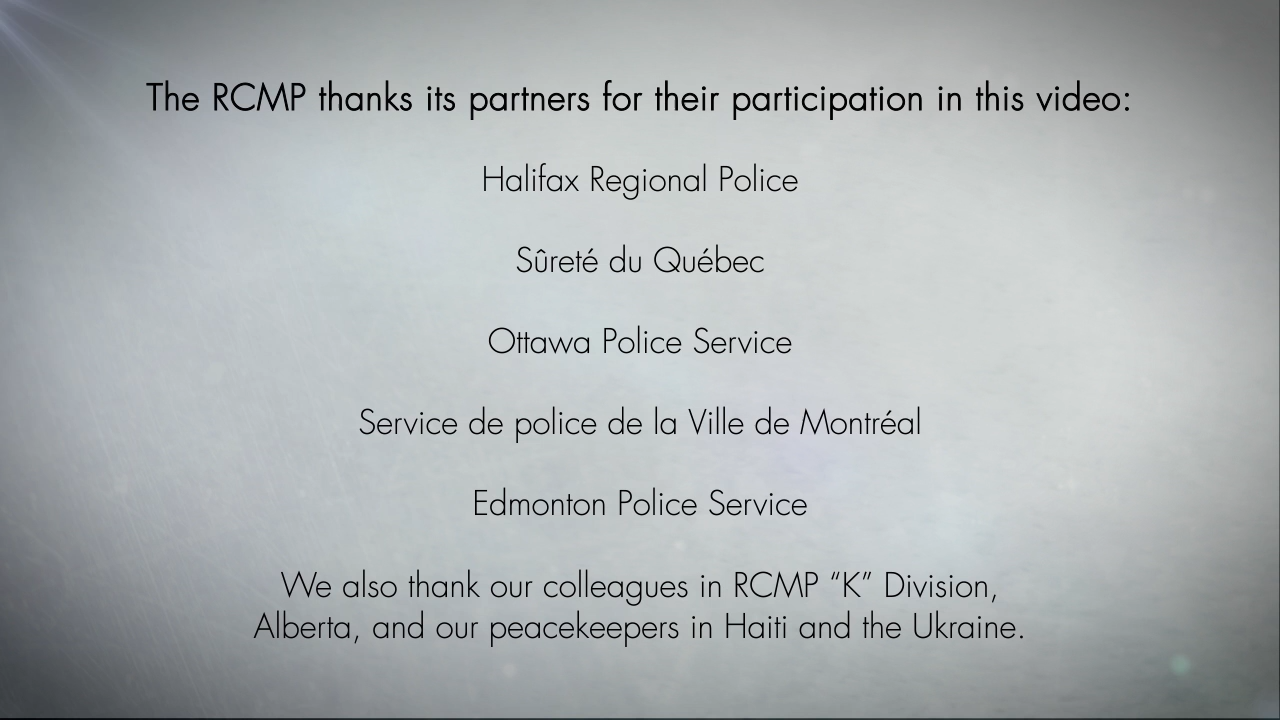 The RCMP thanks its partners for their participation in this video:
Halifax Regional Police
Sûreté du Québec
Ottawa Police Service
Service de police de la Ville de Montréal
Edmonton Police Service
We also thank our colleagues in RCMP “K” Division,
Alberta, and our peacekeepers in Haiti and the Ukraine.